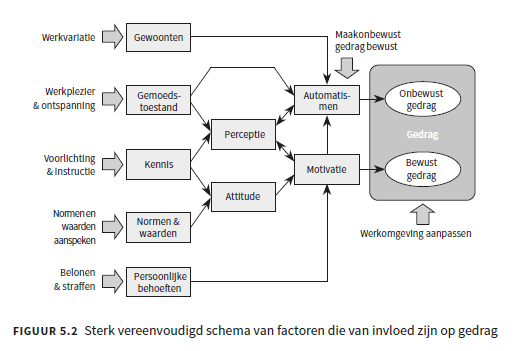 Maakonbewust
gedrag bewust
Werkvariatie
Gewoonten
Werkplezier
& ontspanning
Gemoeds-
toestand
Automatis-
men
Onbewust
gedrag
Perceptie
Gedrag
Voorlichting
& instructie
Kennis
Motivatie
Bewust
gedrag
Attitude
Normen en
waarden
aanspeken
Normen &
waarden
Werkomgeving aanpassen
Belonen
& straffen
Persoonlijke
behoeften
FIGUUR 5.2 Sterk vereenvoudigd schema van factoren die van invloed zijn op gedrag